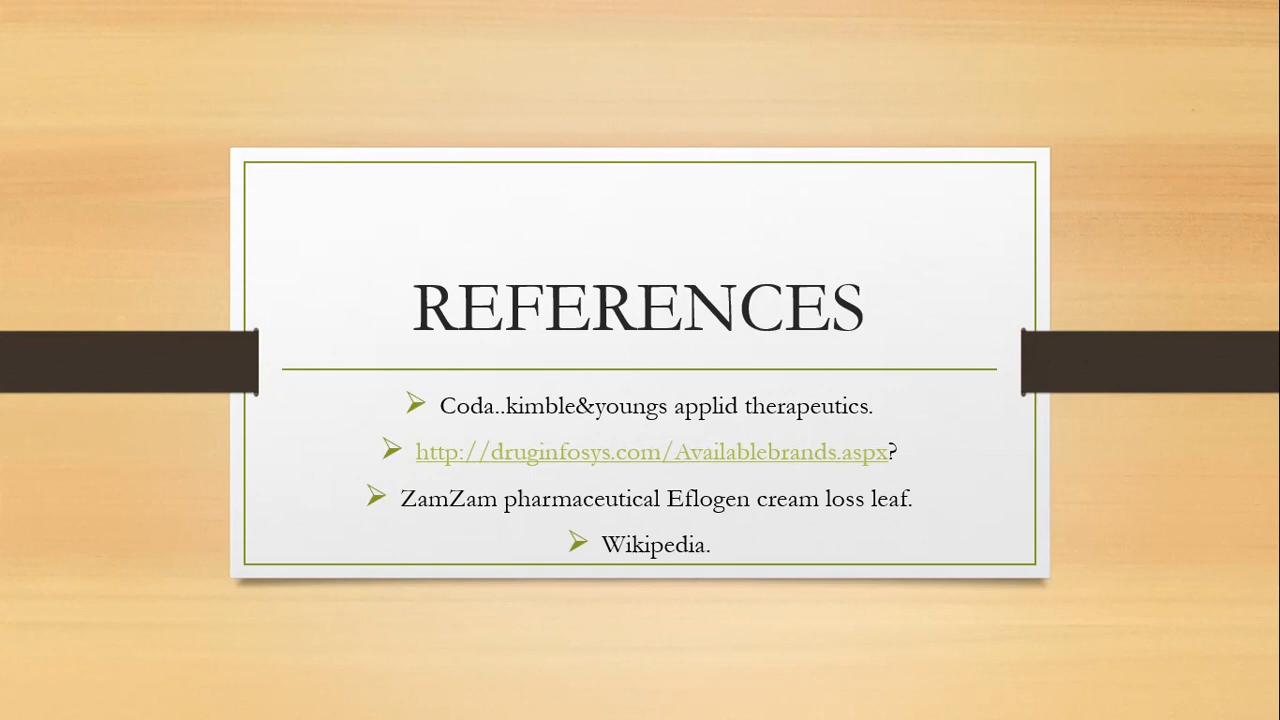 REFERENCES
Coda..kimble&youngs applid therapeutics.
http://druginfosys.com/Availablebrands.aspx?
ZamZam pharmaceutical Eflogen cream loss leaf.
Wikipedia.